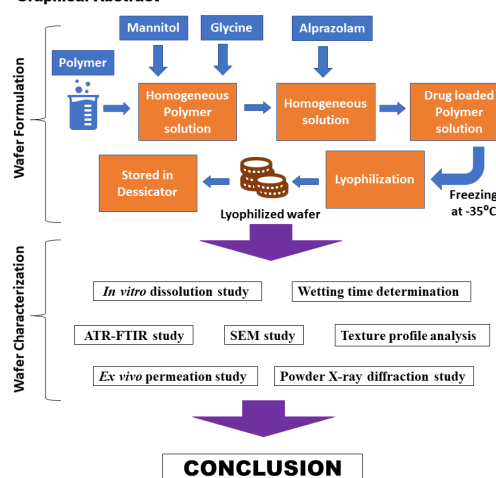 Graphical Abstract
Mannitol
Glycine
Alprazolam
Polymer
Homogeneous
Polymer
solution
Homogeneous
solution
Drug loaded
Polymer
solution
Wafer Formulation
Stored in
Dessicator
Lyophilized wafer
Lyophilization
Freezing
at -35°C
Wafer Characterization
In vitro dissolution study
Wetting time determination
ATR-FTIR study
SEM study
Texture profile analysis
Ex vivo permeation study
Powder X-ray diffraction study
CONCLUSION